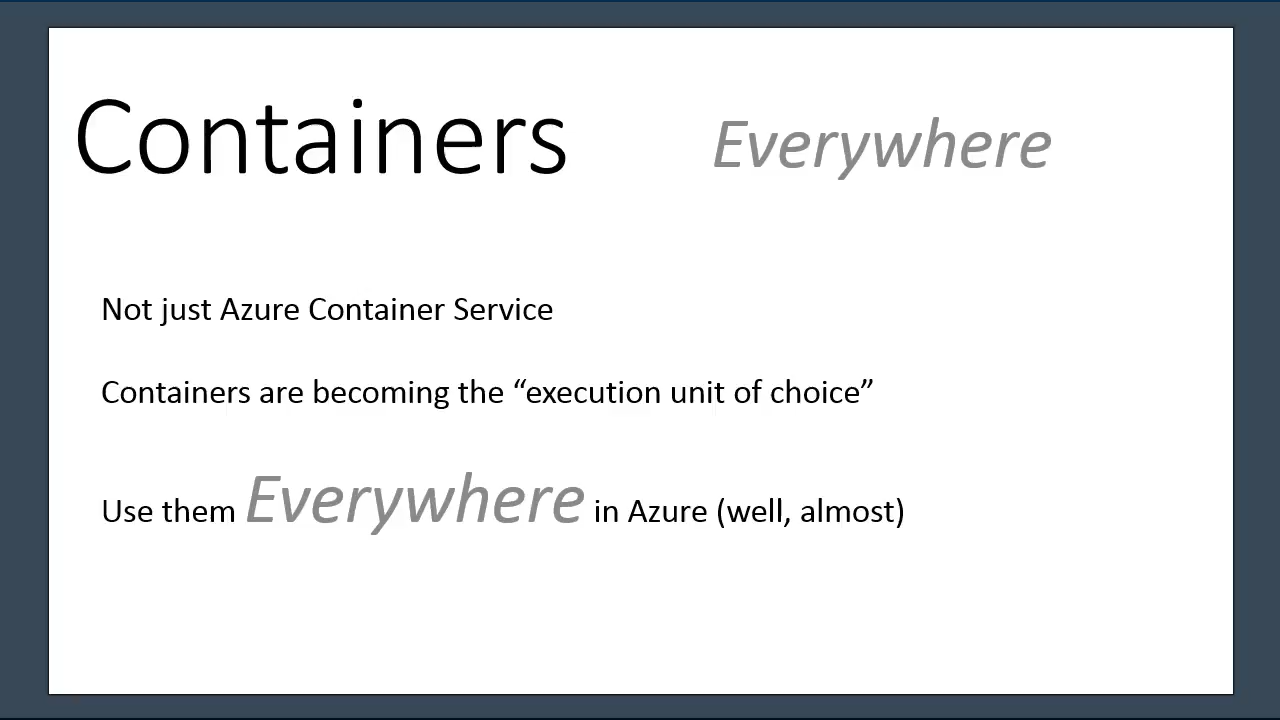 Containers Everywhere
Not just Azure Container Service
Containers are becoming the “execution unit of choice”
Use them Everywhere in Azure (well, almost)